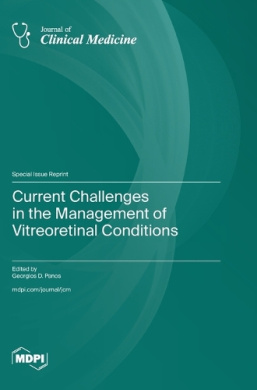 Journal of
Clinical Medicine
Special Issue Reprint
Current Challenges
in the Management of
Vitreoretinal Conditions
Edited by
Georgios D. Panos
mdpi.com/journal/jcm
MDPI